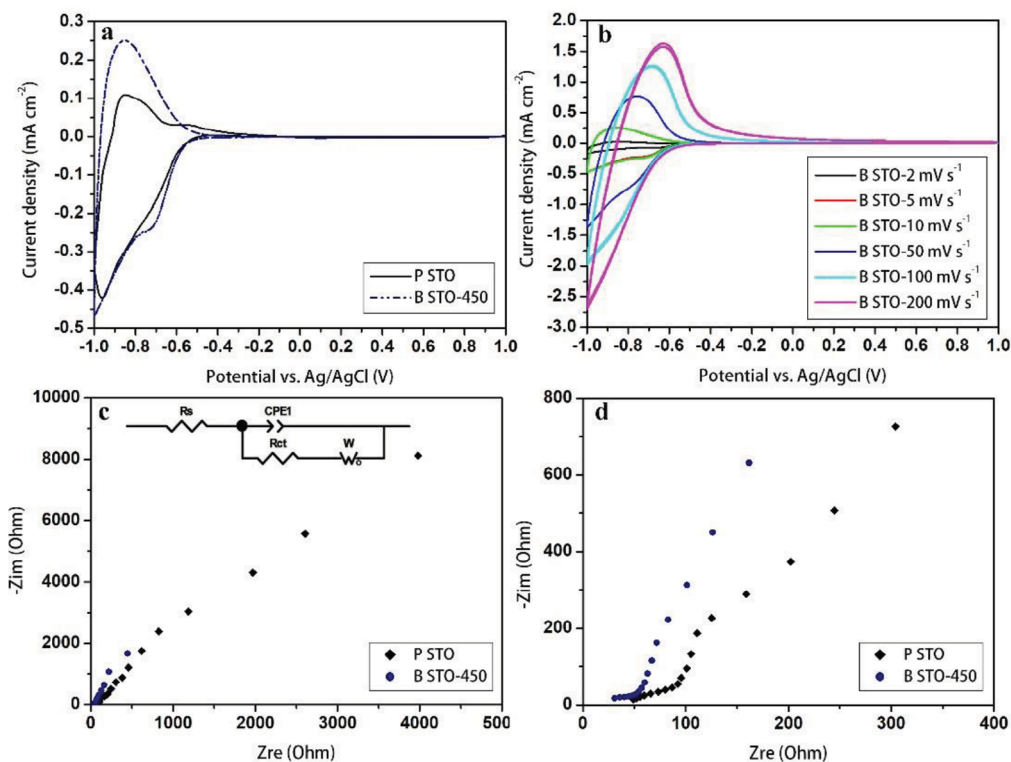 a
0.3
0.2
0.1
0.0
-0.1
-0.2
-0.3
-0.4
-0.5
Current density (mA cm⁻²)
P STO
B STO-450
-1.0 -0.8 -0.6 -0.4 -0.2 0.0 0.2 0.4 0.6 0.8 1.0
Potential vs. Ag/AgCl (V)
b
2.0
1.5
1.0
0.5
0.0
-0.5
-1.0
-1.5
-2.0
-2.5
-3.0
Current density (mA cm⁻²)
B STO-2 mV s⁻¹
B STO-5 mV s⁻¹
B STO-10 mV s⁻¹
B STO-50 mV s⁻¹
B STO-100 mV s⁻¹
B STO-200 mV s⁻¹
-1.0 -0.8 -0.6 -0.4 -0.2 0.0 0.2 0.4 0.6 0.8 1.0
Potential vs. Ag/AgCl (V)
c
10000
8000
6000
4000
2000
0
-Zim (Ohm)
Rs CPE1
Rct W
o
P STO
B STO-450
0 1000 2000 3000 4000 500
Zre (Ohm)
d
800
600
400
200
0
-Zim (Ohm)
P STO
B STO-450
0 100 200 300 400
Zre (Ohm)